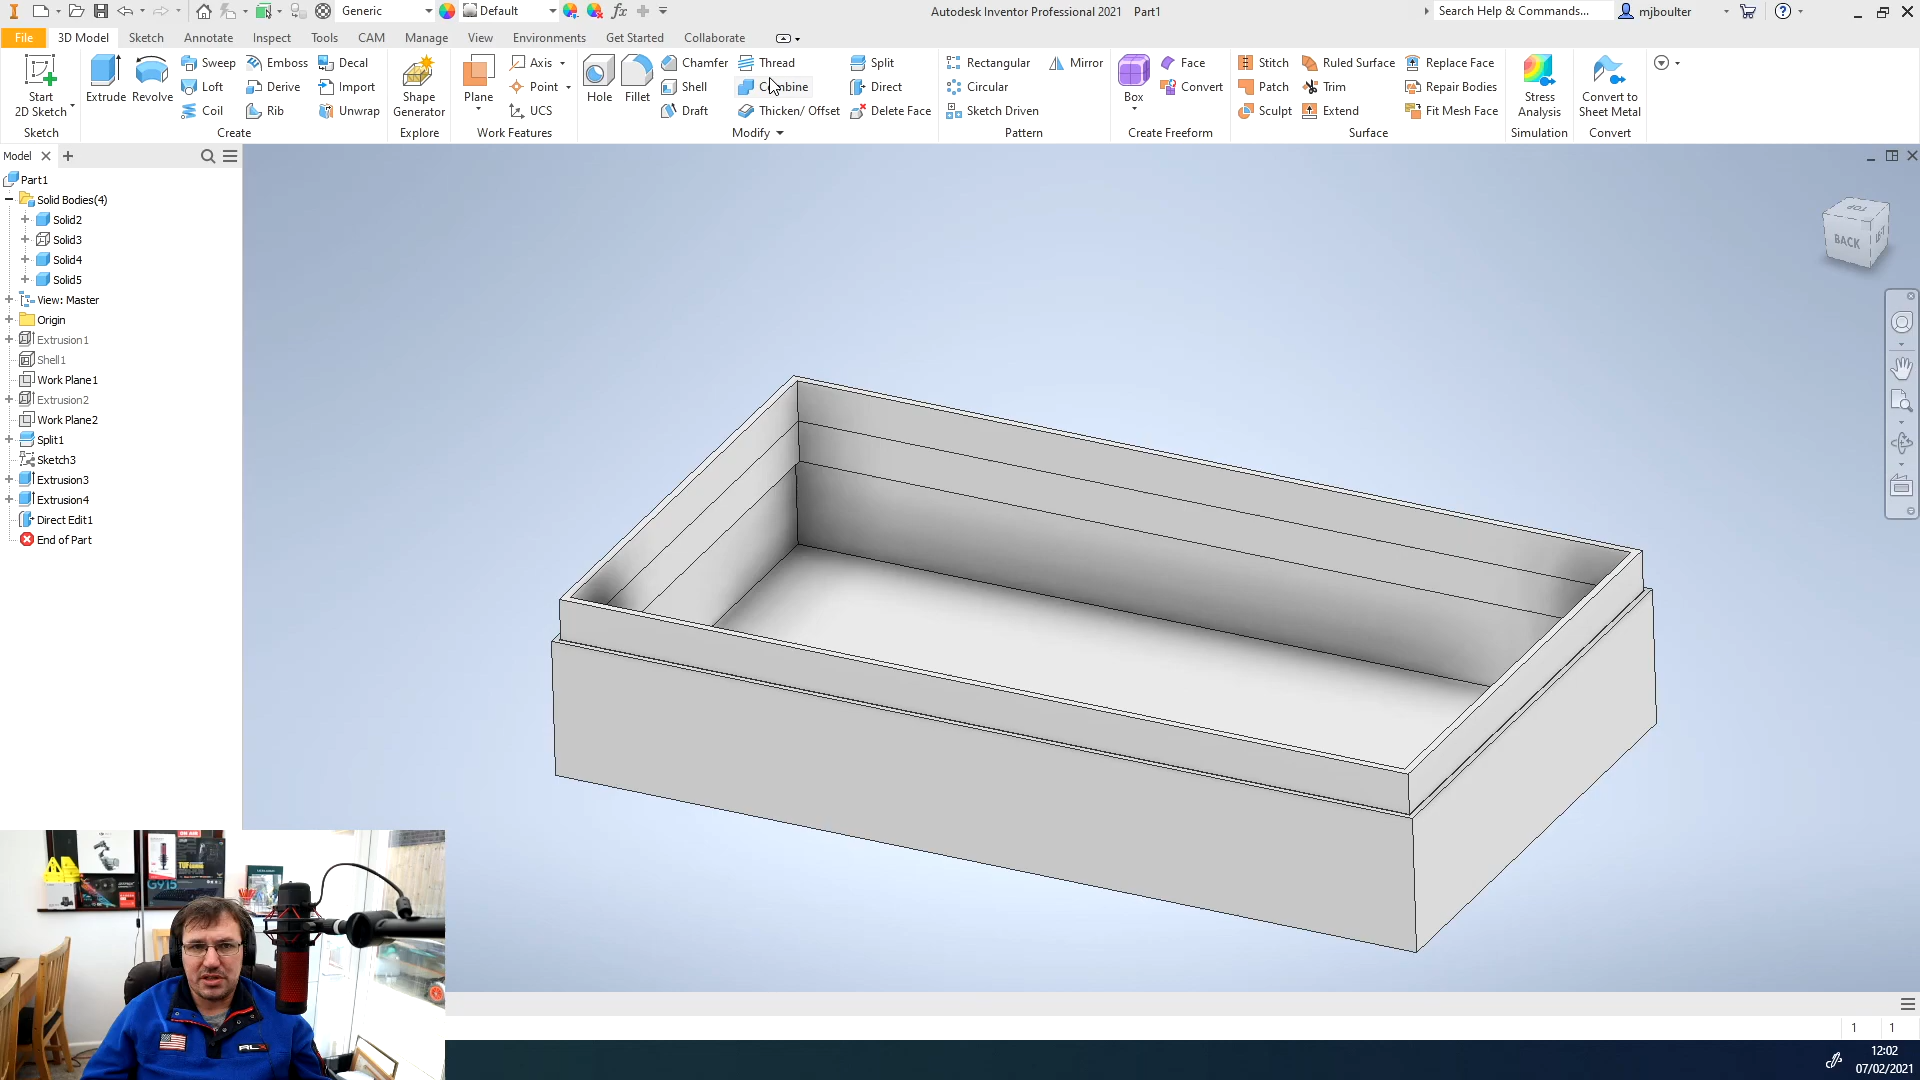 Generic Default Autodesk Inventor Professional 2021 Part1 Search Help & Commands... mjboulter
File 3D Model Sketch Annotate Inspect Tools CAM Manage View Environments Get Started Collaborate
Start 2D Sketch
Sketch
Extrude Revolve
Sweep Emboss Decal
Loft Derive Import
Coil Rib Unwrap
Create
Shape Generator
Explore
Plane
Axis
Point
UCS
Work Features
Hole Fillet
Chamfer Thread Split
Shell Combine Direct
Draft Thicken/ Offset Delete Face
Modify
Rectangular Mirror
Circular
Sketch Driven
Pattern
Box
Face
Convert
Create Freeform
Stitch Ruled Surface Replace Face
Patch Trim Repair Bodies
Sculpt Extend Fit Mesh Face
Surface
Stress Analysis
Simulation
Convert to Sheet Metal
Convert
Model
Part1
Solid Bodies(4)
Solid2
Solid3
Solid4
Solid5
View: Master
Origin
Extrusion1
Shell1
Work Plane1
Extrusion2
Work Plane2
Split1
Sketch3
Extrusion3
Extrusion4
Direct Edit1
End of Part
TOP
BACK
LEFT
G915
1 1
12:02
07/02/2021